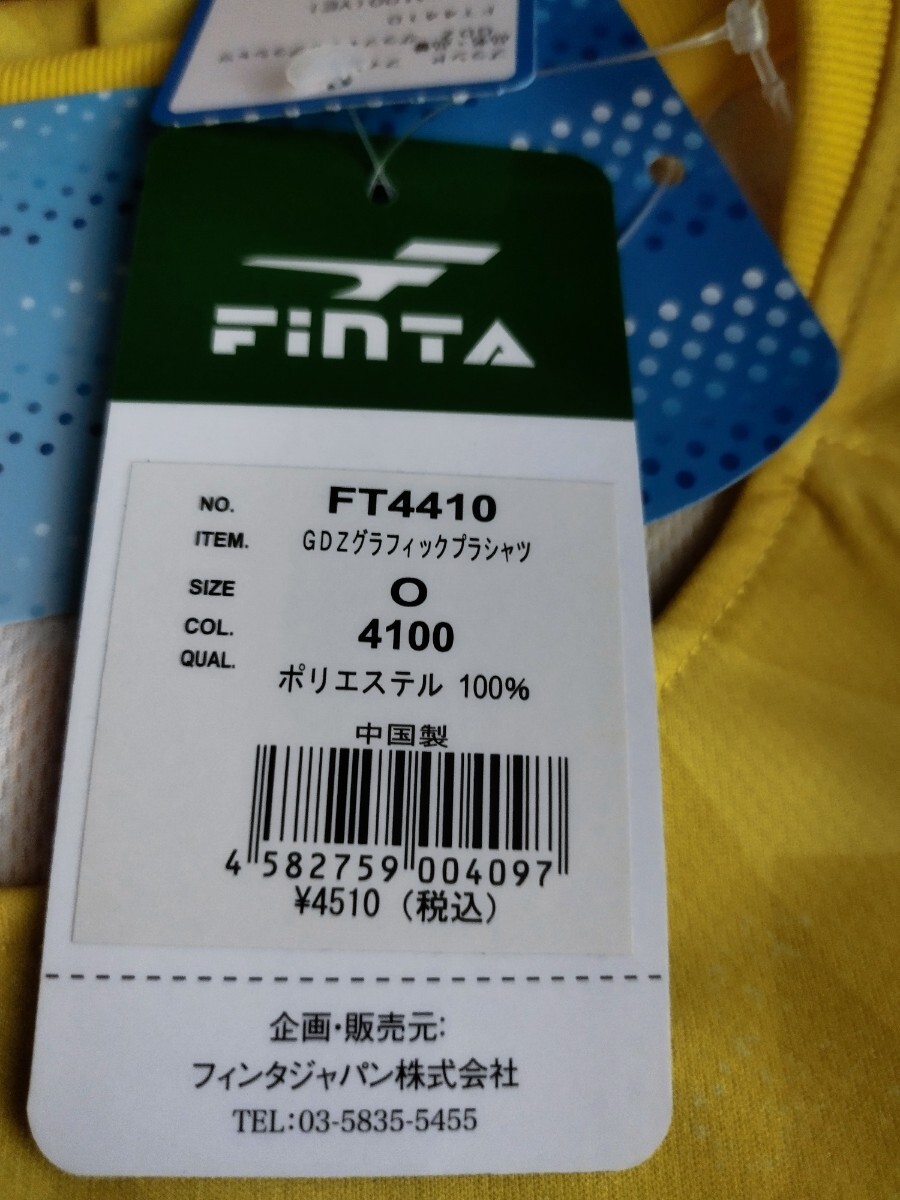 FT4410
FINTA
NO. FT4410
ITEM. GDZグラフィックプラシャツ
SIZE O
COL. 4100
QUAL. ポリエステル 100%
中国製
4 582759 004097
¥4510 (税込)
企画・販売元:
フィンタジャパン株式会社
TEL:03-5835-5455